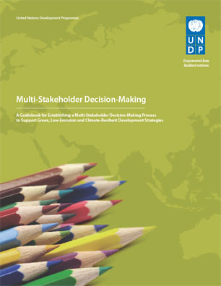 United Nations Development Programme
U N
D P
Empowered lives.
Resilient nations.
Multi-Stakeholder Decision-Making
A Guidebook for Establishing a Multi-Stakeholder Decision-Making Process
to Support Green, Low-Emission and Climate-Resilient Development Strategies